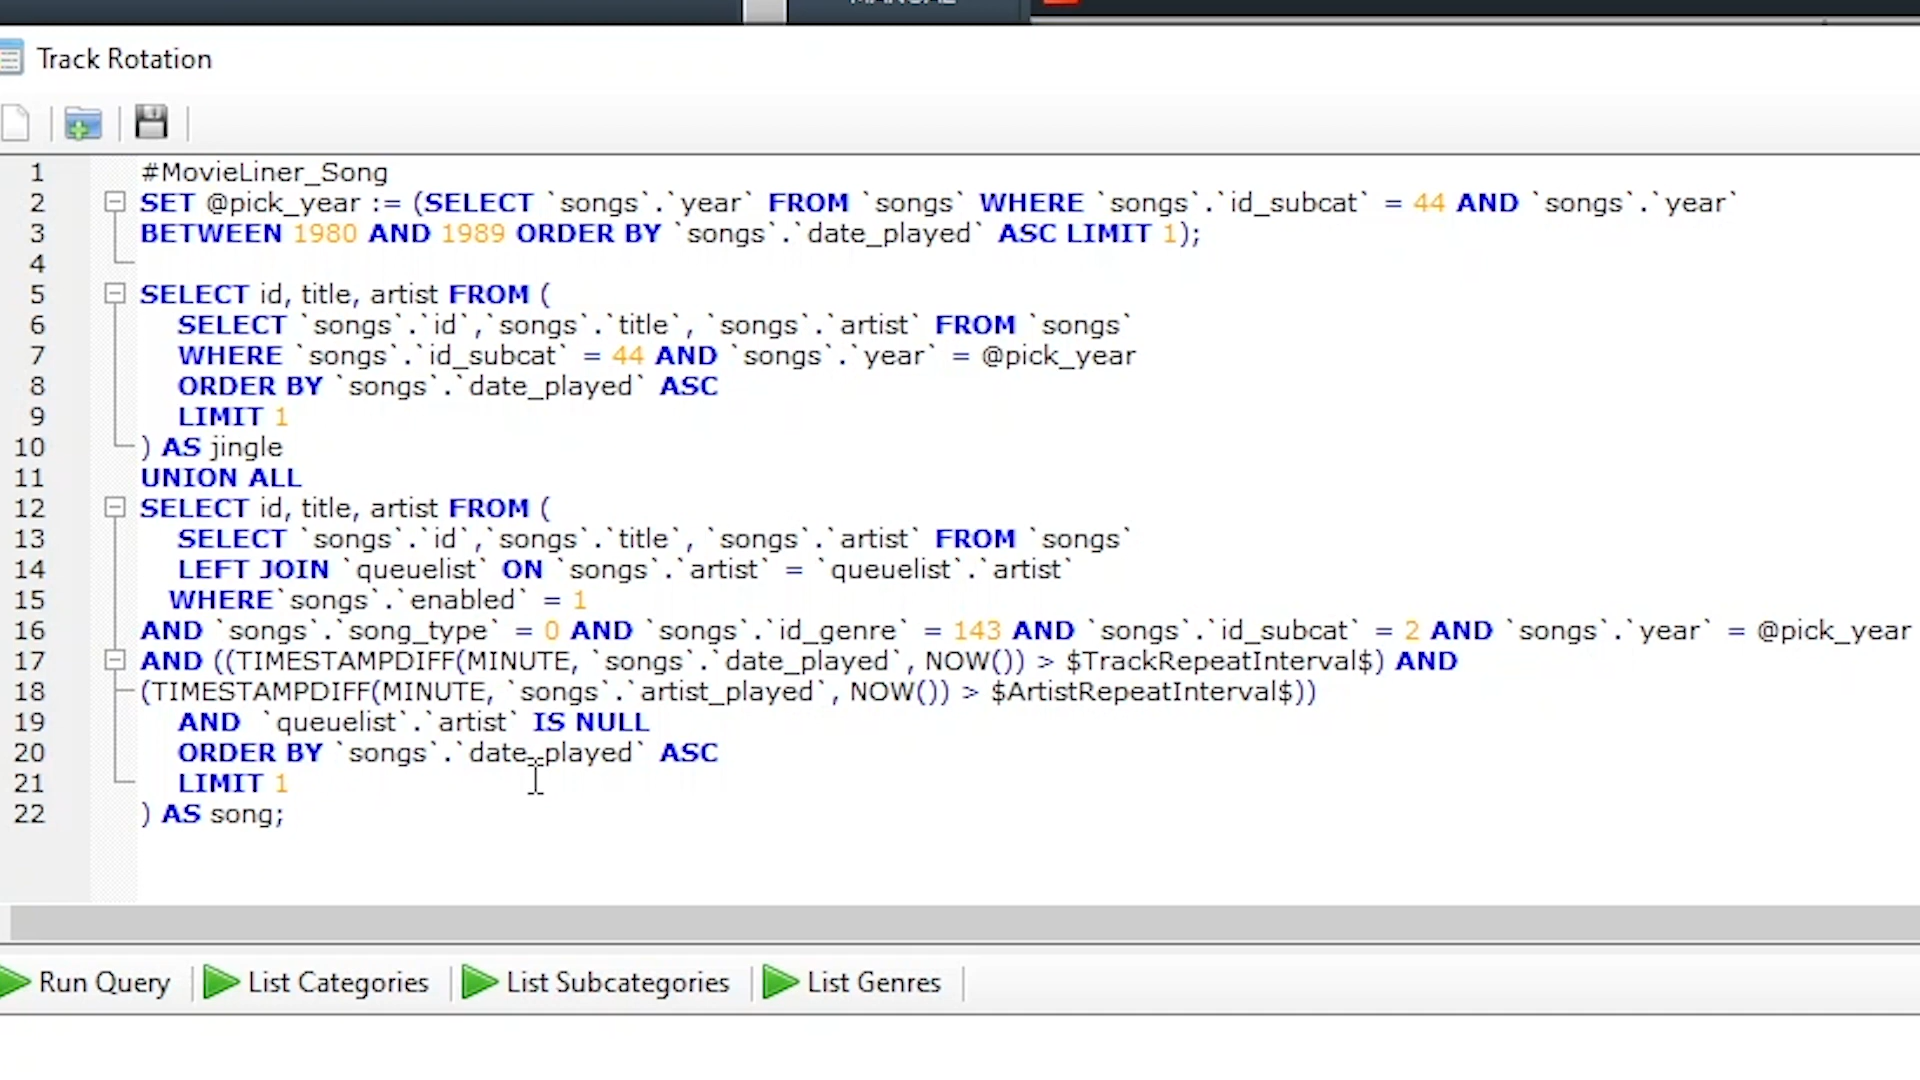 MANUAL
Track Rotation
1 #MovieLiner_Song
2 SET @pick_year := (SELECT `songs`.`year` FROM `songs` WHERE `songs`.`id_subcat` = 44 AND `songs`.`year`
3 BETWEEN 1980 AND 1989 ORDER BY `songs`.`date_played` ASC LIMIT 1);
4
5 SELECT id, title, artist FROM (
6 SELECT `songs`.`id`,`songs`.`title`, `songs`.`artist` FROM `songs`
7 WHERE `songs`.`id_subcat` = 44 AND `songs`.`year` = @pick_year
8 ORDER BY `songs`.`date_played` ASC
9 LIMIT 1
10 ) AS jingle
11 UNION ALL
12 SELECT id, title, artist FROM (
13 SELECT `songs`.`id`,`songs`.`title`, `songs`.`artist` FROM `songs`
14 LEFT JOIN `queuelist` ON `songs`.`artist` = `queuelist`.`artist`
15 WHERE`songs`.`enabled` = 1
16 AND `songs`.`song_type` = 0 AND `songs`.`id_genre` = 143 AND `songs`.`id_subcat` = 2 AND `songs`.`year` = @pick_year
17 AND ((TIMESTAMPDIFF(MINUTE, `songs`.`date_played`, NOW()) > $TrackRepeatInterval$) AND
18 (TIMESTAMPDIFF(MINUTE, `songs`.`artist_played`, NOW()) > $ArtistRepeatInterval$))
19 AND `queuelist`.`artist` IS NULL
20 ORDER BY `songs`.`date_played` ASC
21 LIMIT 1
22 ) AS song;
Run Query List Categories List Subcategories List Genres